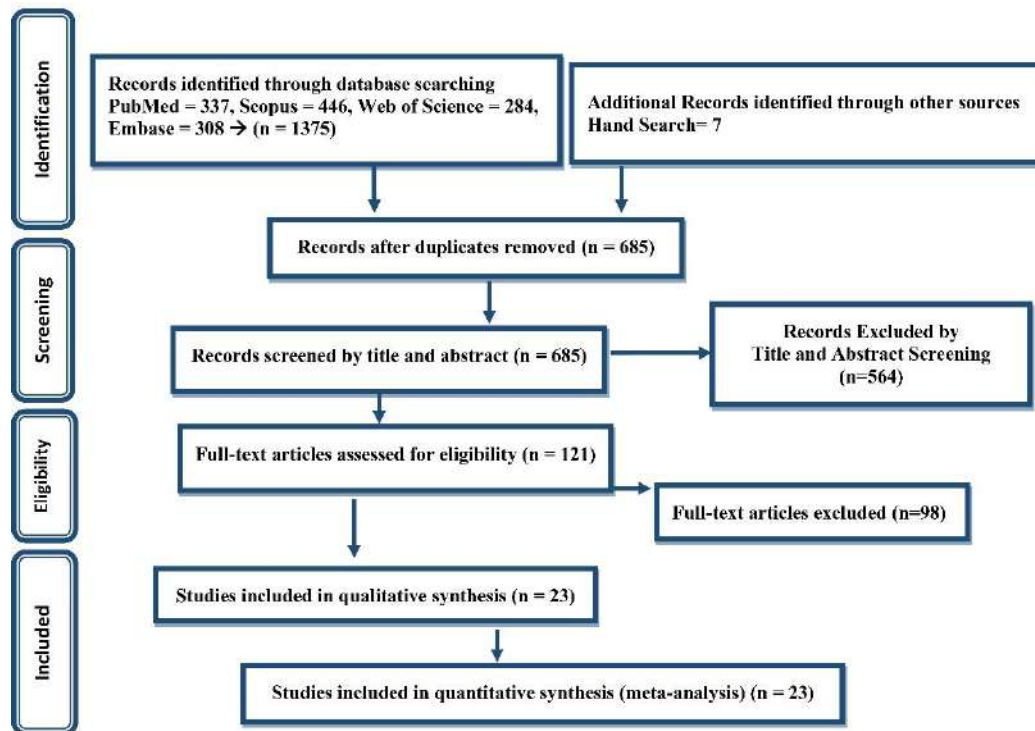 Identification
Records identified through database searching
PubMed = 337, Scopus = 446, Web of Science = 284,
Embase = 308 → (n = 1375)
Additional Records identified through other sources
Hand Search= 7
Records after duplicates removed (n = 685)
Screening
Records screened by title and abstract (n = 685)
Records Excluded by
Title and Abstract Screening
(n=564)
Eligibility
Full-text articles assessed for eligibility (n = 121)
Full-text articles excluded (n=98)
Included
Studies included in qualitative synthesis (n = 23)
Studies included in quantitative synthesis (meta-analysis) (n = 23)